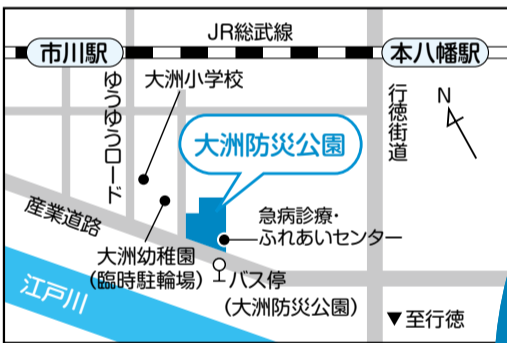 JR総武線
市川駅
本八幡駅
大洲小学校
ゆうゆうロード
行徳街道
N
大洲防災公園
産業道路
急病診療・
ふれあいセンター
大洲幼稚園
(臨時駐輪場)
バス停
(大洲防災公園)
江戸川
▼至行徳